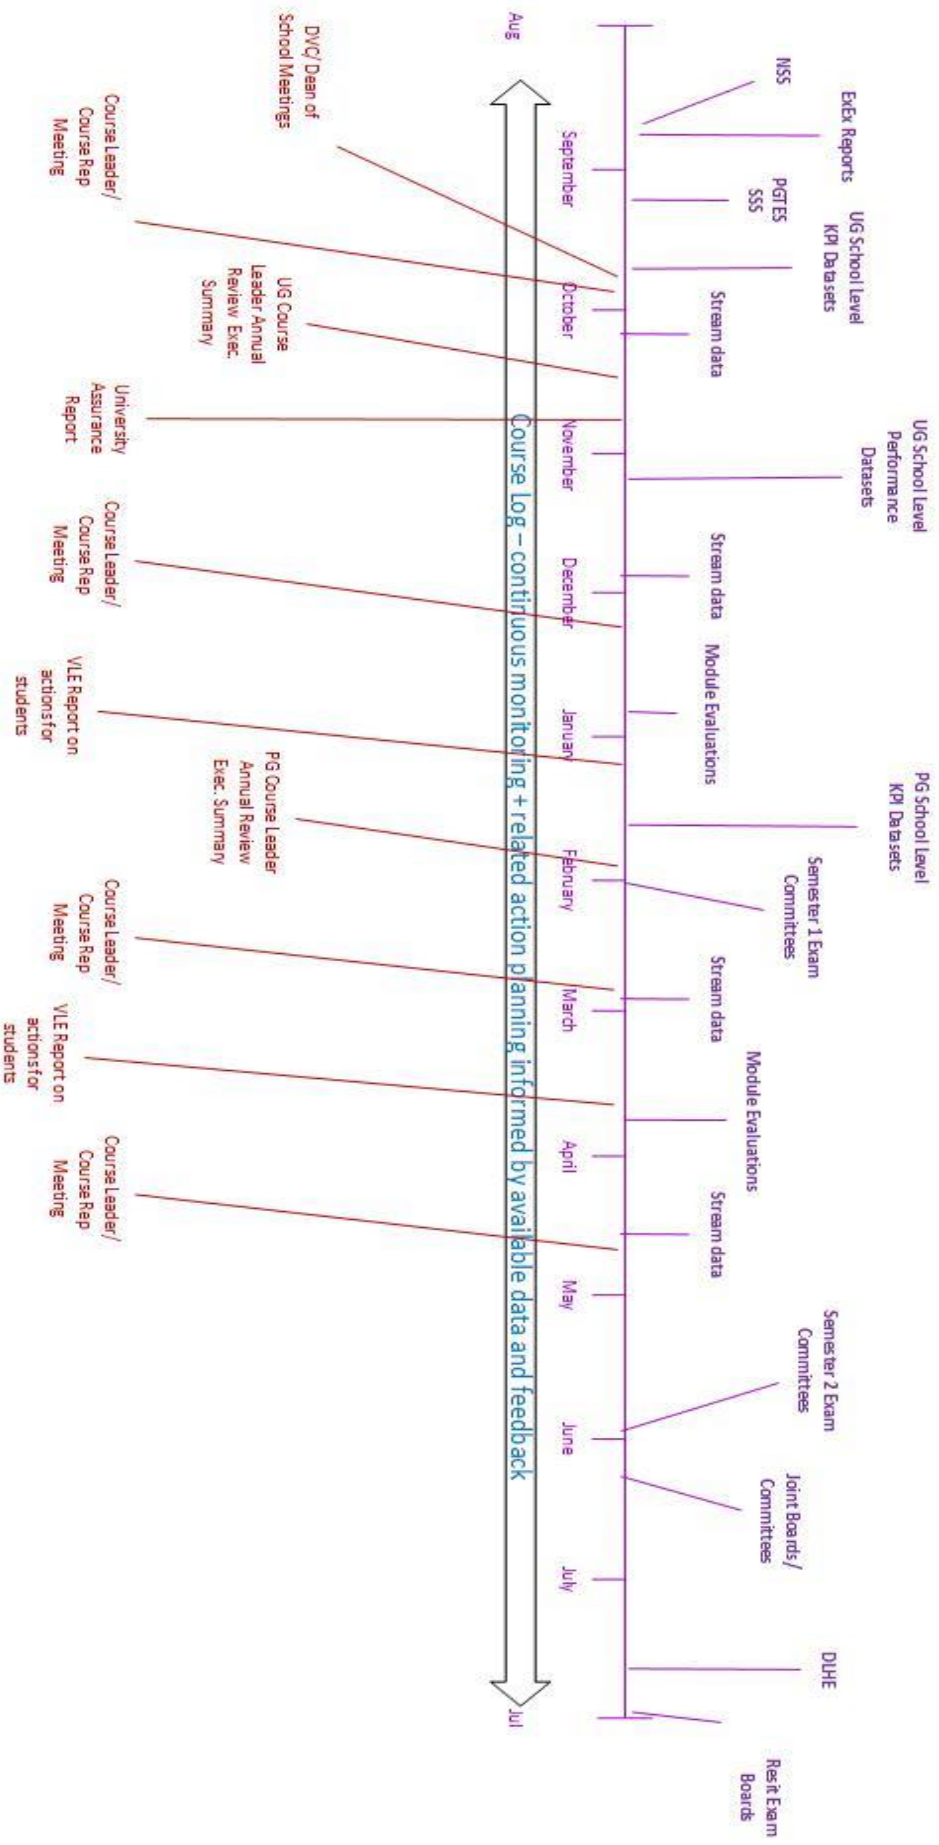 NSS
ExEx Reports
PGTES
SSS
UG School Level
KPI Datasets
Stream data
UG School Level
Performance
Datasets
Stream data
Module Evaluations
PG School Level
KPI Datasets
Semester 1 Exam
Committees
Stream data
Module Evaluations
Stream data
Semester 2 Exam
Committees
Joint Boards/
Committees
DLHE
Resit Exam
Boards
September
October
November
December
January
February
March
April
May
June
July
Aug
Course Log – continuous monitoring + related action planning informed by available data and feedback
Jul
DVC/ Dean of
School Meetings
Course Leader/
Course Rep
Meeting
UG Course
Leader Annual
Review Exec.
Summary
University
Assurance
Report
Course Leader/
Course Rep
Meeting
VLE Report on
actions for
students
PG Course Leader
Annual Review
Exec. Summary
Course Leader/
Course Rep
Meeting
VLE Report on
actions for
students
Course Leader/
Course Rep
Meeting